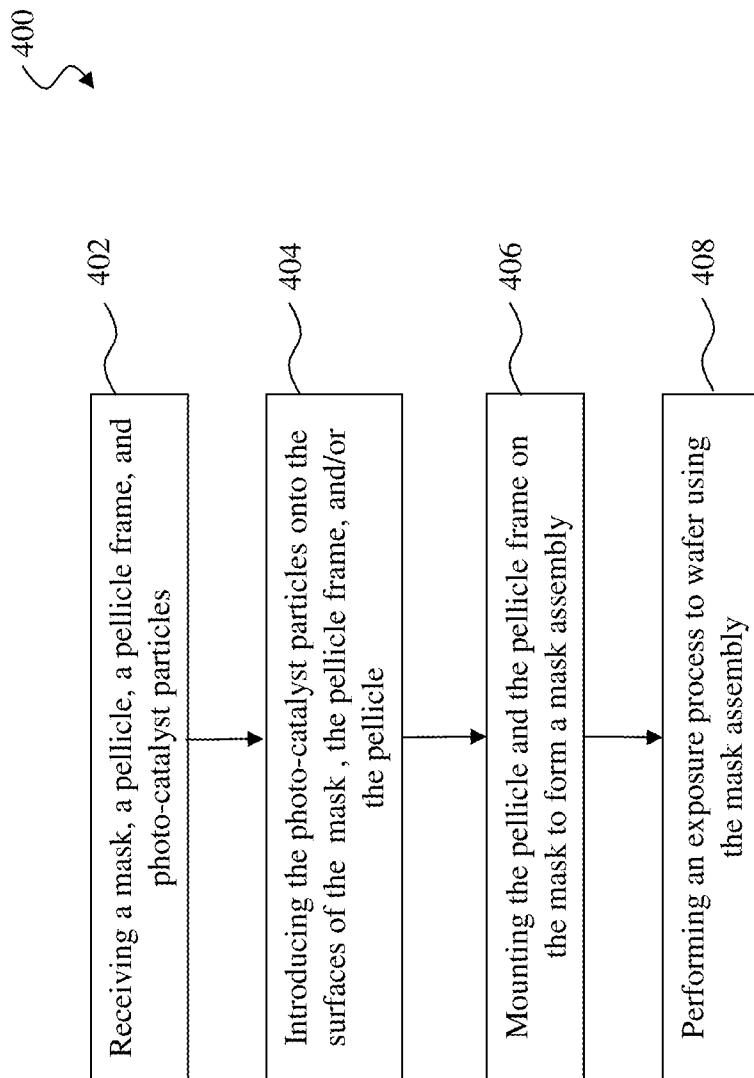 400
402
Receiving a mask, a pellicle, a pellicle frame, and
photo-catalyst particles
404
Introducing the photo-catalyst particles onto the
surfaces of the mask , the pellicle frame, and/or
the pellicle
406
Mounting the pellicle and the pellicle frame on
the mask to form a mask assembly
408
Performing an exposure process to wafer using
the mask assembly